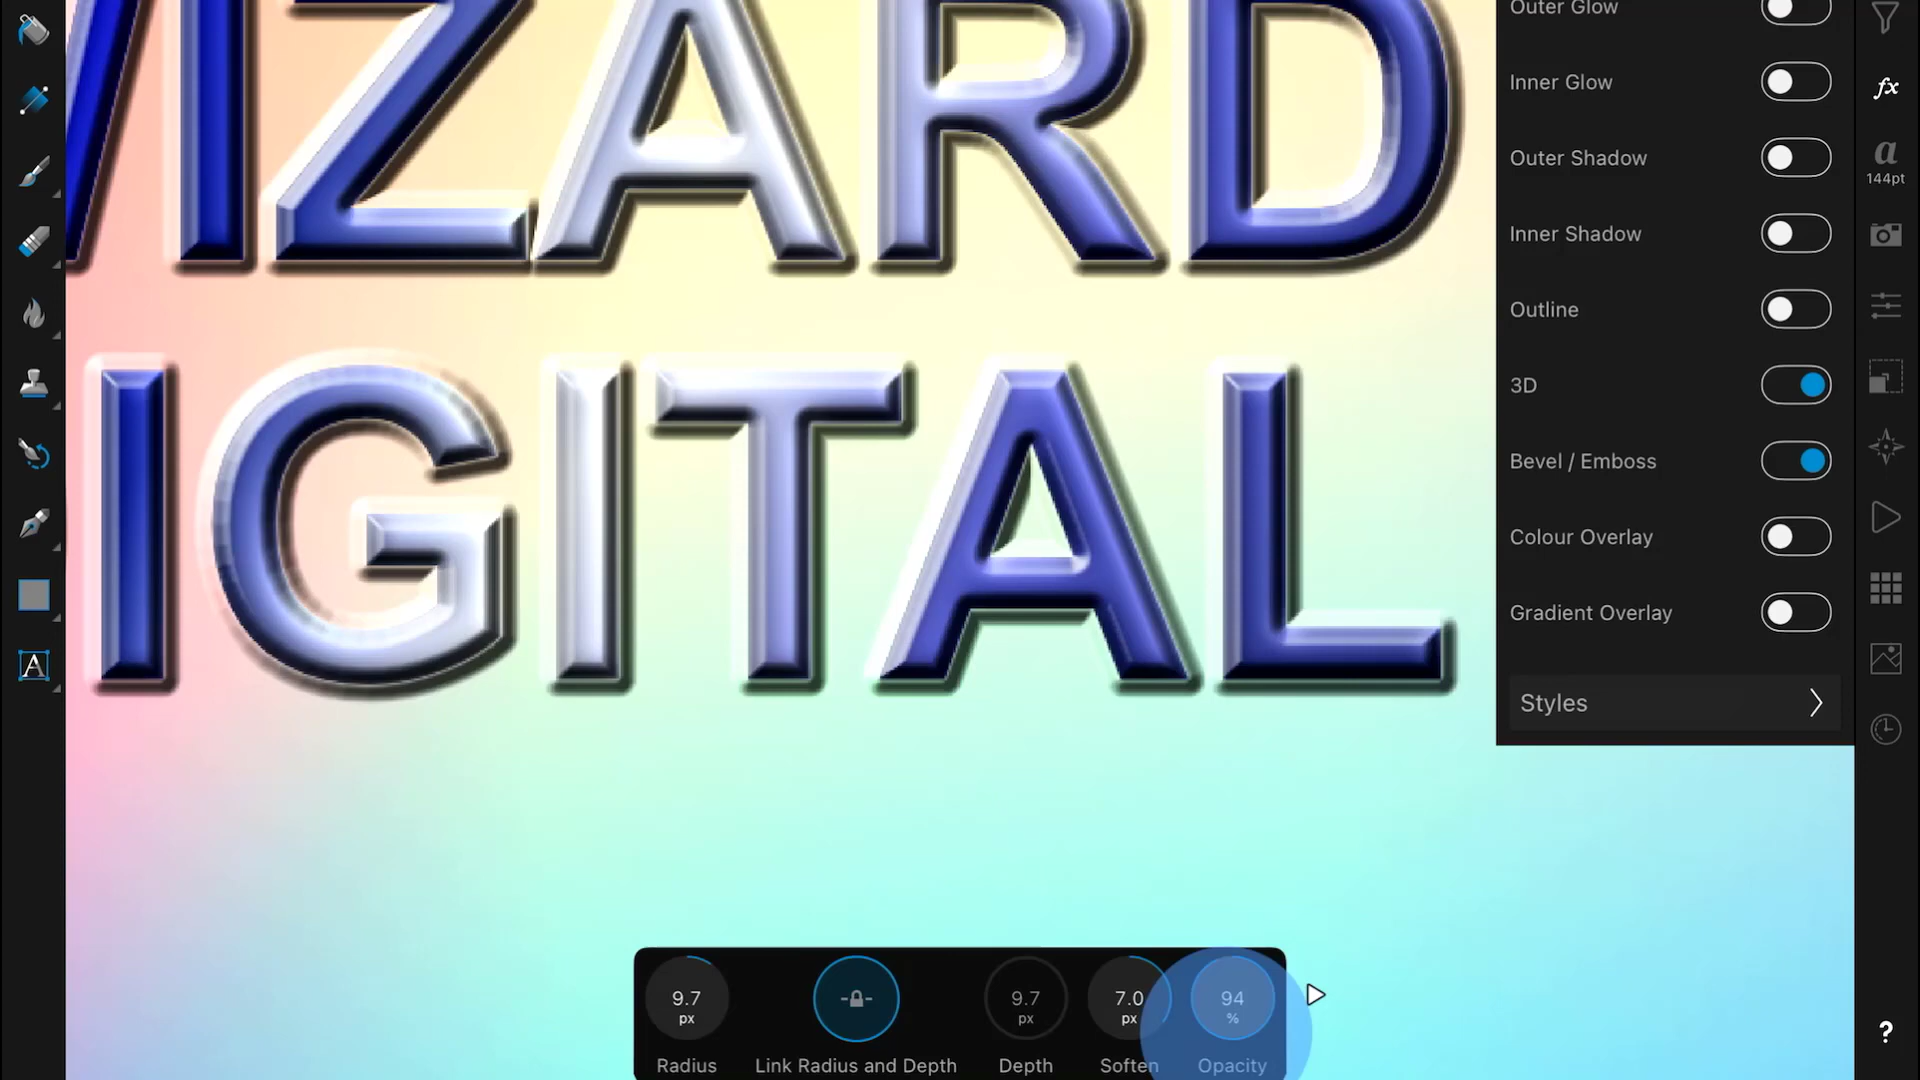 WIZARD
IGITAL
Outer Glow
Inner Glow
Outer Shadow
Inner Shadow
Outline
3D
Bevel / Emboss
Colour Overlay
Gradient Overlay
Styles
fx
a
144pt
A
?
9.7
px
Radius
Link Radius and Depth
9.7
px
Depth
7.0
px
Soften
94
%
Opacity